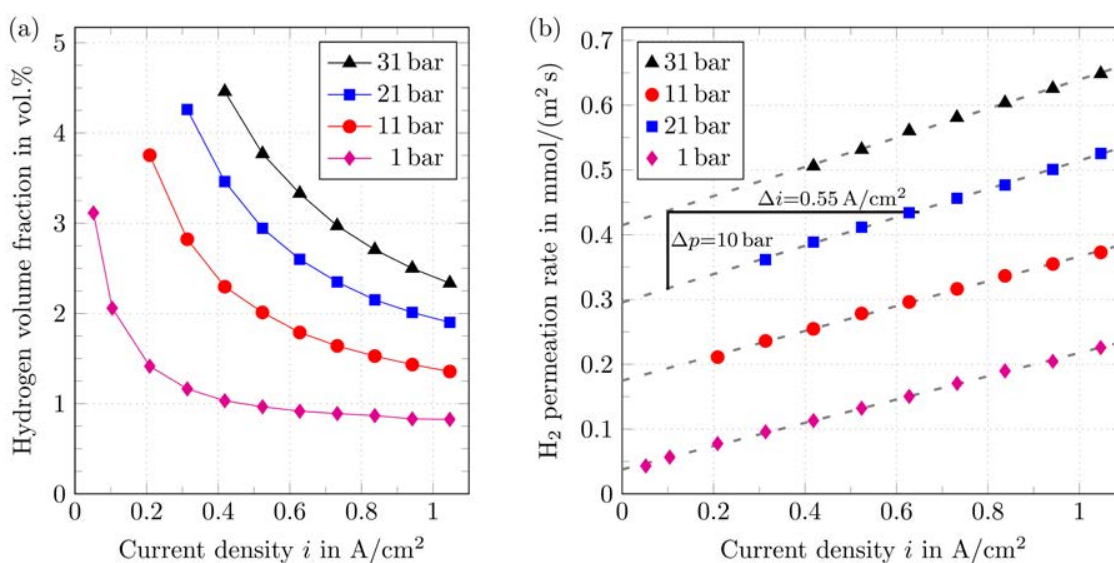 (a)
Hydrogen volume fraction in vol.%
5
4
3
2
1
0
31 bar
21 bar
11 bar
1 bar
0 0.2 0.4 0.6 0.8 1
Current density i in A/cm²
(b)
H₂ permeation rate in mmol/(m² s)
0.7
0.6
0.5
0.4
0.3
0.2
0.1
0
31 bar
11 bar
21 bar
1 bar
Δi=0.55 A/cm²
Δp=10 bar
0 0.2 0.4 0.6 0.8 1
Current density i in A/cm²